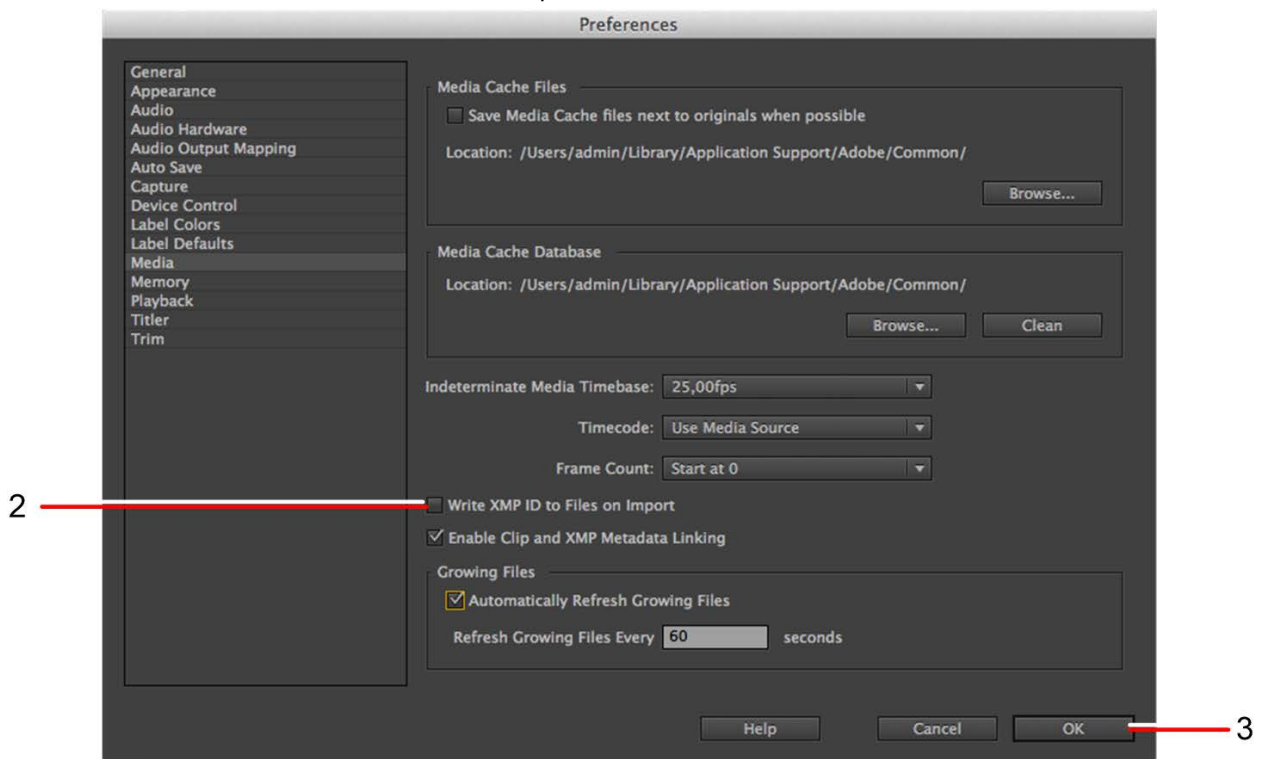 Preferences
General
Appearance
Audio
Audio Hardware
Audio Output Mapping
Auto Save
Capture
Device Control
Label Colors
Label Defaults
Media
Memory
Playback
Titler
Trim
Media Cache Files
Save Media Cache files next to originals when possible
Location: /Users/admin/Library/Application Support/Adobe/Common/
Browse...
Media Cache Database
Location: /Users/admin/Library/Application Support/Adobe/Common/
Browse... Clean
Indeterminate Media Timebase: 25,00fps
Timecode: Use Media Source
Frame Count: Start at 0
2 Write XMP ID to Files on Import
Enable Clip and XMP Metadata Linking
Growing Files
Automatically Refresh Growing Files
Refresh Growing Files Every 60 seconds
Help Cancel OK 3